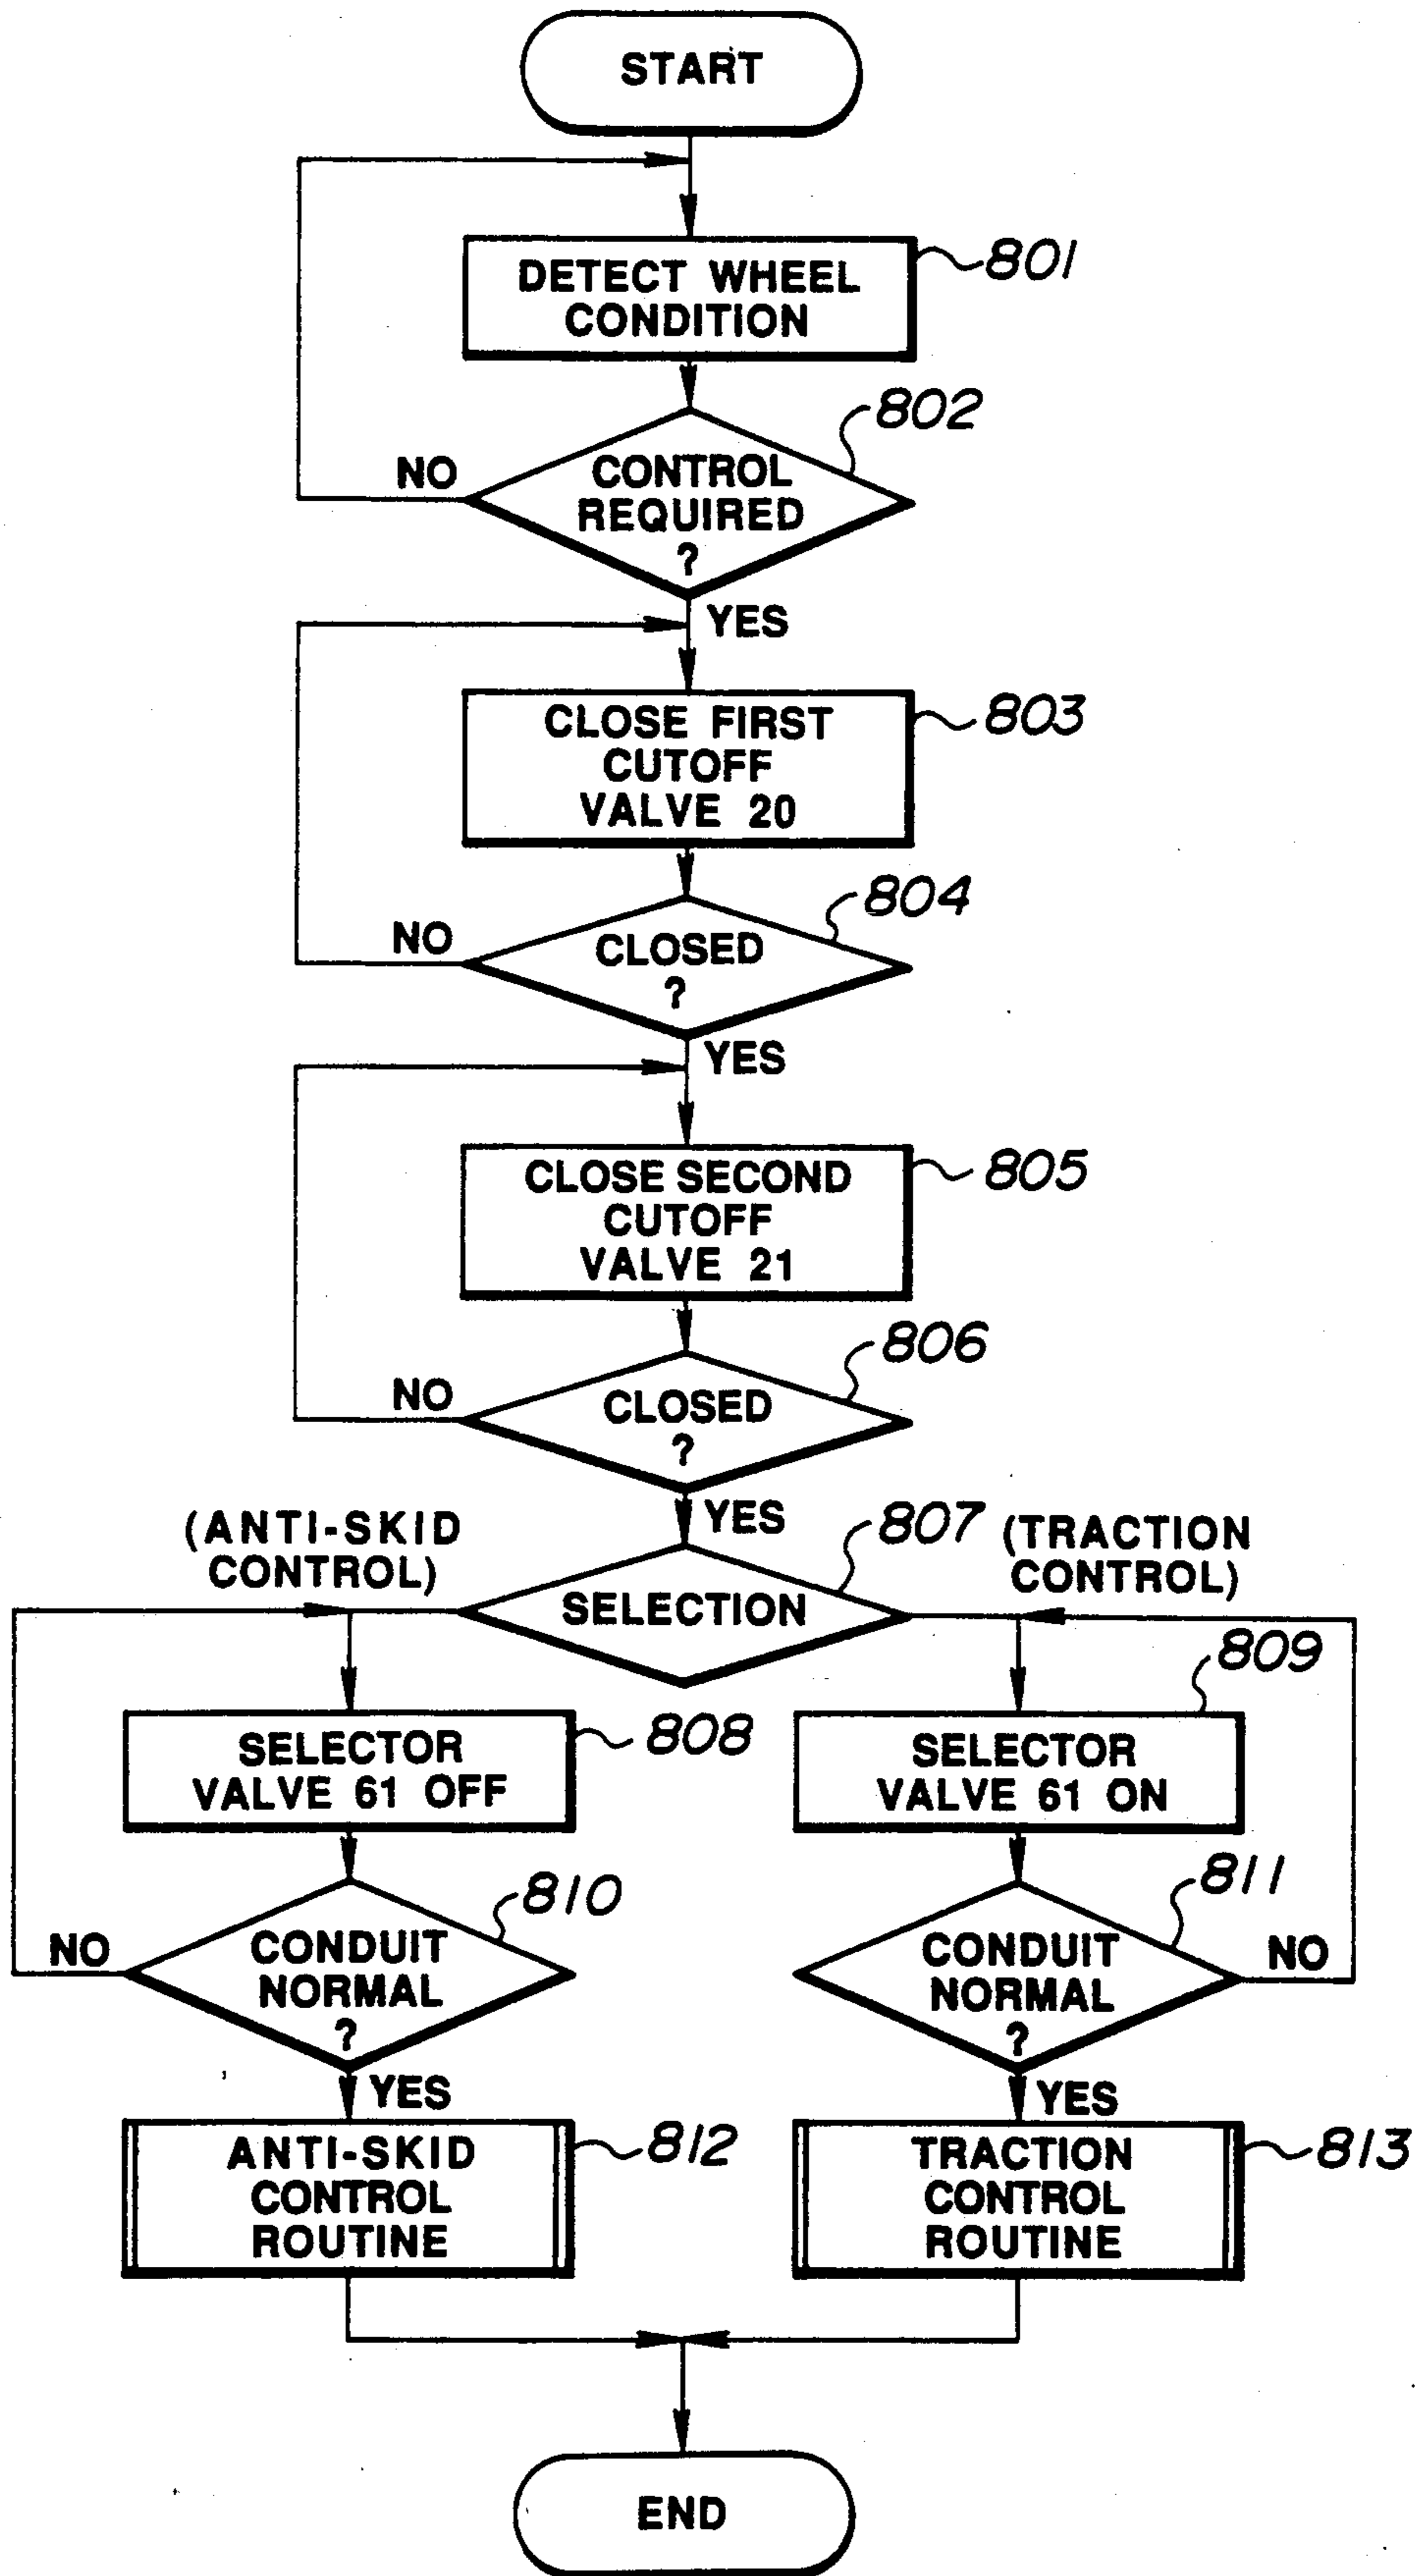 START
801
DETECT WHEEL
CONDITION
802
NO
CONTROL
REQUIRED
?
YES
803
CLOSE FIRST
CUTOFF
VALVE 20
804
NO
CLOSED
?
YES
805
CLOSE SECOND
CUTOFF
VALVE 21
806
NO
CLOSED
?
YES
807
(ANTI-SKID
CONTROL)
(TRACTION
CONTROL)
SELECTION
809
808
SELECTOR
VALVE 61 OFF
SELECTOR
VALVE 61 ON
810
811
NO
CONDUIT
NORMAL
?
CONDUIT
NORMAL
?
NO
YES
YES
812
813
ANTI-SKID
CONTROL
ROUTINE
TRACTION
CONTROL
ROUTINE
END